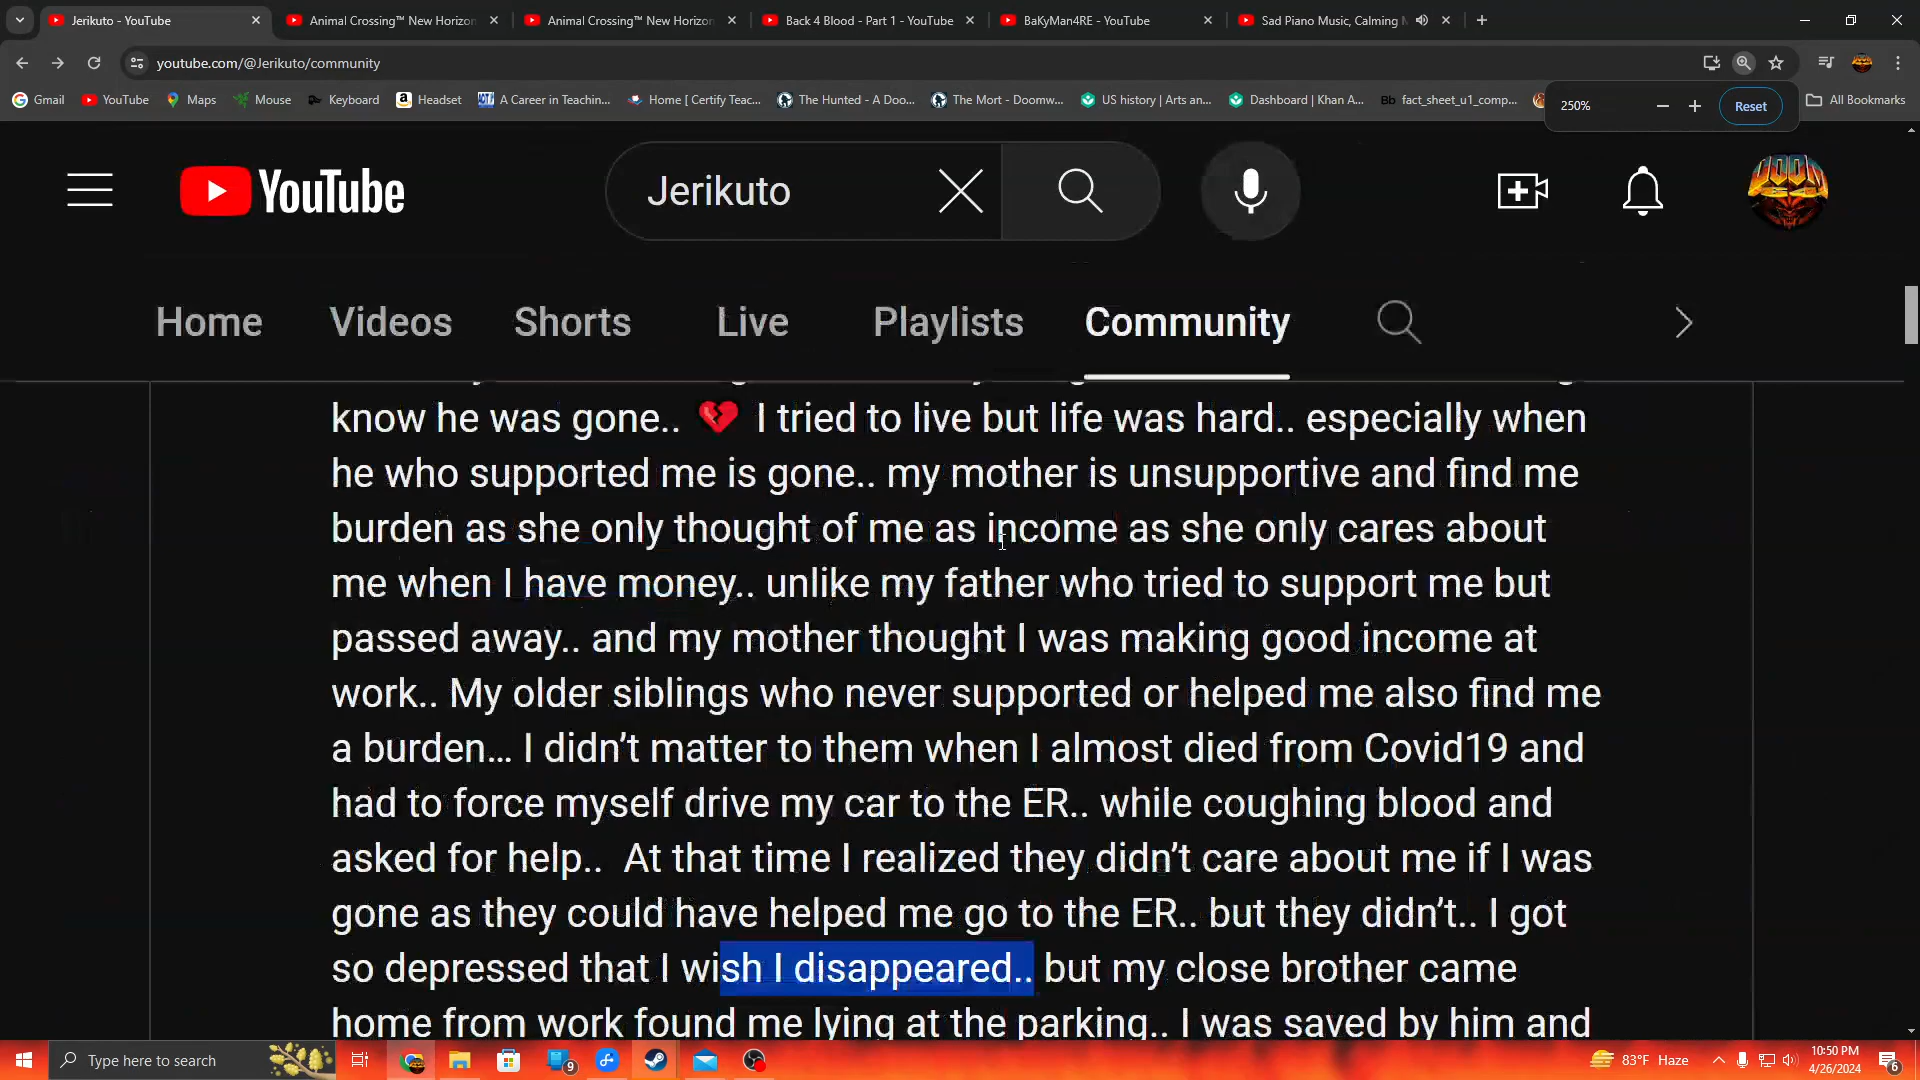 Jerikuto - YouTube
Animal Crossing™ New Horizon
Animal Crossing™ New Horizon
Back 4 Blood - Part 1 - YouTube
BaKyMan4RE - YouTube
Sad Piano Music, Calming M
youtube.com/@Jerikuto/community
Gmail
YouTube
Maps
Mouse
Keyboard
Headset
A Career in Teachin...
Home [ Certify Teac...
The Hunted - A Doo...
The Mort - Doomw...
US history | Arts an...
Dashboard | Khan A...
Bb
fact_sheet_u1_comp...
All Bookmarks
250%
Reset
YouTube
Jerikuto
DOOM
64
Home
Videos
Shorts
Live
Playlists
Community
know he was gone.. 💔 I tried to live but life was hard.. especially when
he who supported me is gone.. my mother is unsupportive and find me
burden as she only thought of me as income as she only cares about
me when I have money.. unlike my father who tried to support me but
passed away.. and my mother thought I was making good income at
work.. My older siblings who never supported or helped me also find me
a burden… I didn’t matter to them when I almost died from Covid19 and
had to force myself drive my car to the ER.. while coughing blood and
asked for help..  At that time I realized they didn’t care about me if I was
gone as they could have helped me go to the ER.. but they didn’t.. I got
so depressed that I wish I disappeared.. but my close brother came
home from work found me lying at the parking.. I was saved by him and
Type here to search
9
83°F Haze
10:50 PM
4/26/2024
6